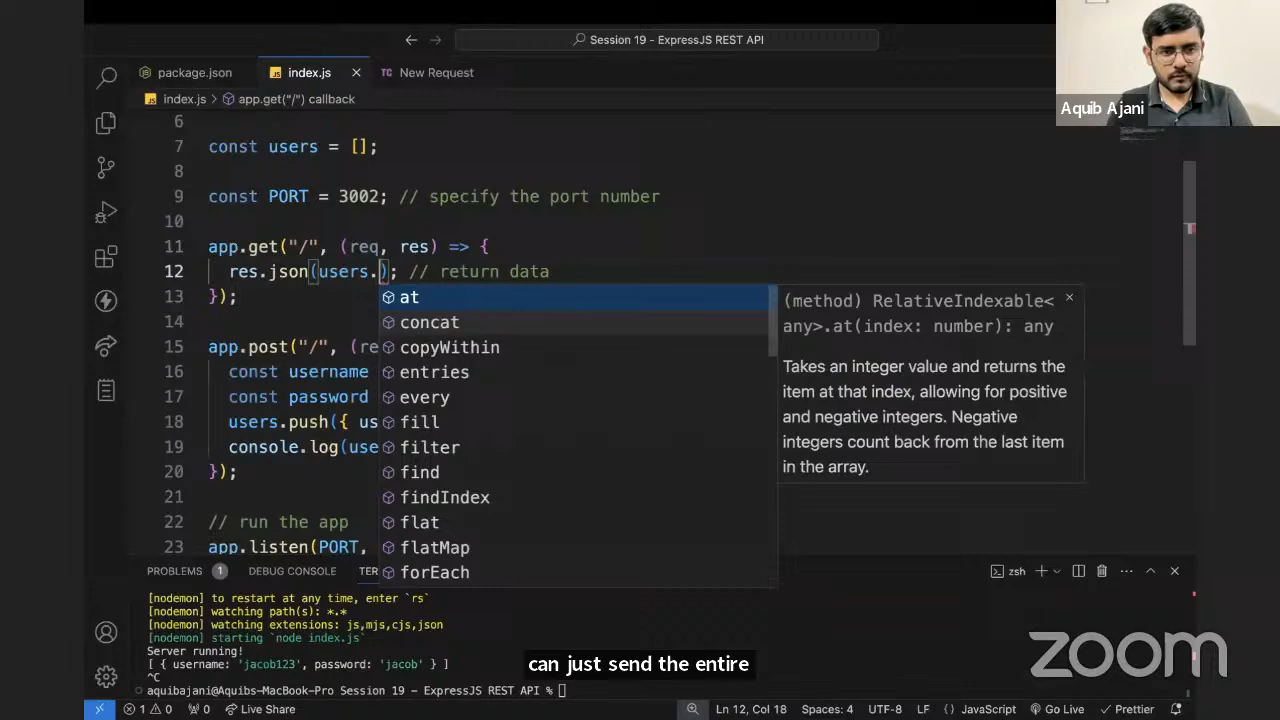 Session 19 - ExpressJS REST API
Aquib Ajani
package.json
index.js
TC New Request
index.js > app.get("/") callback
6
7 const users = [];
8
9 const PORT = 3002; // specify the port number
10
11 app.get("/", (req, res) => {
12 res.json(users.); // return data
13 });
14
15 app.post("/", (re
16 const username
17 const password
18 users.push({ us
19 console.log(use
20 });
21
22 // run the app
23 app.listen(PORT,
at
concat
copyWithin
entries
every
fill
filter
find
findIndex
flat
flatMap
forEach
(method) RelativeIndexable<
any>.at(index: number): any
Takes an integer value and returns the
item at that index, allowing for positive
and negative integers. Negative
integers count back from the last item
in the array.
PROBLEMS 1 DEBUG CONSOLE TER
zsh
[nodemon] to restart at any time, enter `rs`
[nodemon] watching path(s): *.*
[nodemon] watching extensions: js,mjs,cjs,json
[nodemon] starting `node index.js`
Server running!
[ { username: 'jacob123', password: 'jacob' } ]
^C
aquibajani@Aquibs-MacBook-Pro Session 19 - ExpressJS REST API %
can just send the entire
zoom
1 0 0 Live Share
Ln 12, Col 18 Spaces: 4 UTF-8 LF {} JavaScript Go Live Prettier